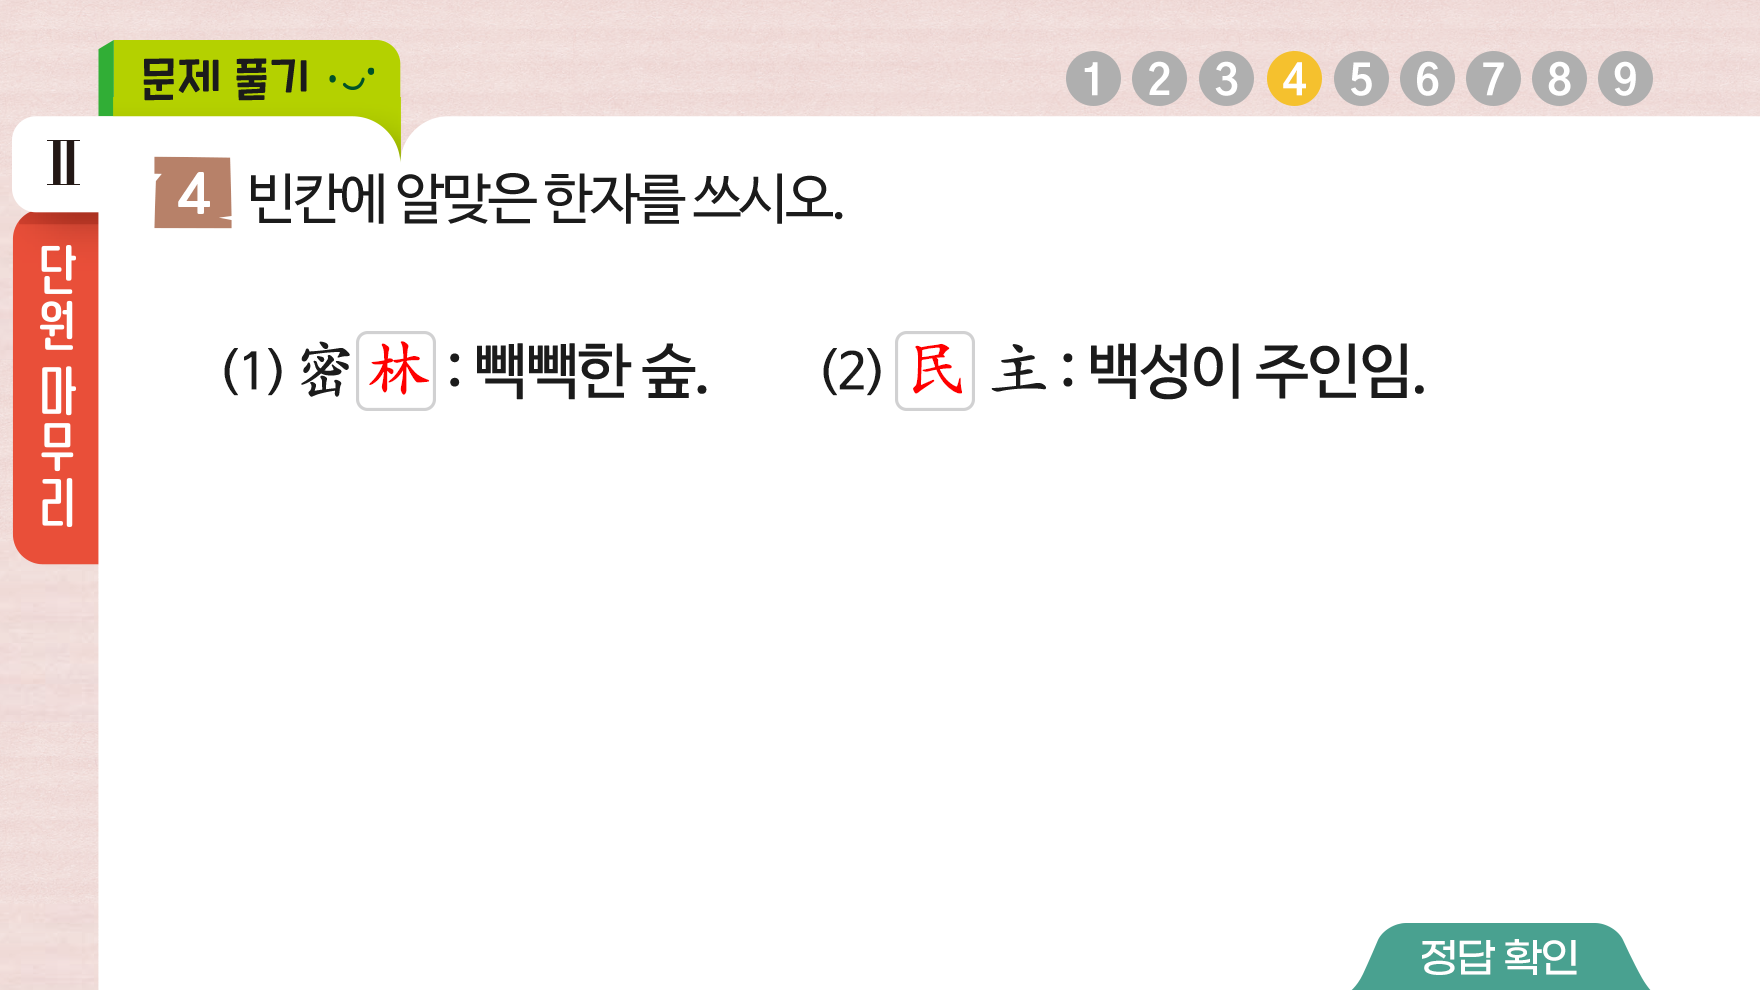 문제 풀기
1 2 3 4 5 6 7 8 9
Ⅱ
단원 마무리
4 빈칸에 알맞은 한자를 쓰시오.
(1) 密 林 : 빽빽한 숲. (2) 民 主 : 백성이 주인임.
정답 확인